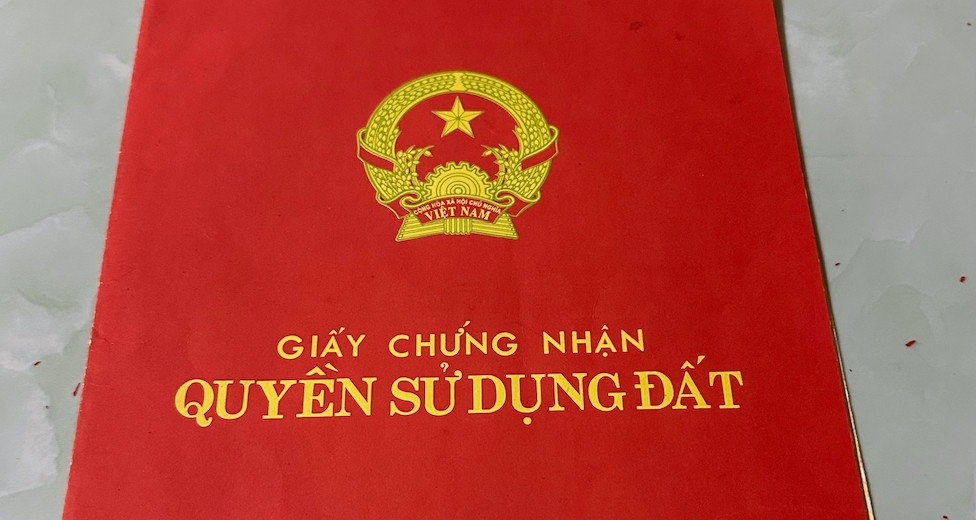 CỘNG HÒA XÃ HỘI CHỦ NGHĨA
VIỆT NAM
GIẤY CHỨNG NHẬN
QUYỀN SỬ DỤNG ĐẤT